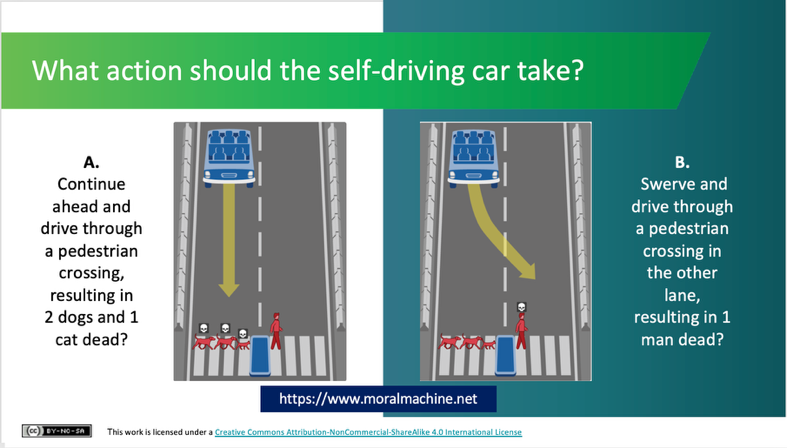 What action should the self-driving car take?
A.
Continue
ahead and
drive through
a pedestrian
crossing,
resulting in
2 dogs and 1
cat dead?
B.
Swerve and
drive through
a pedestrian
crossing in
the other
lane,
resulting in 1
man dead?
https://www.moralmachine.net
cc BY-NC-SA
This work is licensed under a Creative Commons Attribution-NonCommercial-ShareAlike 4.0 International License